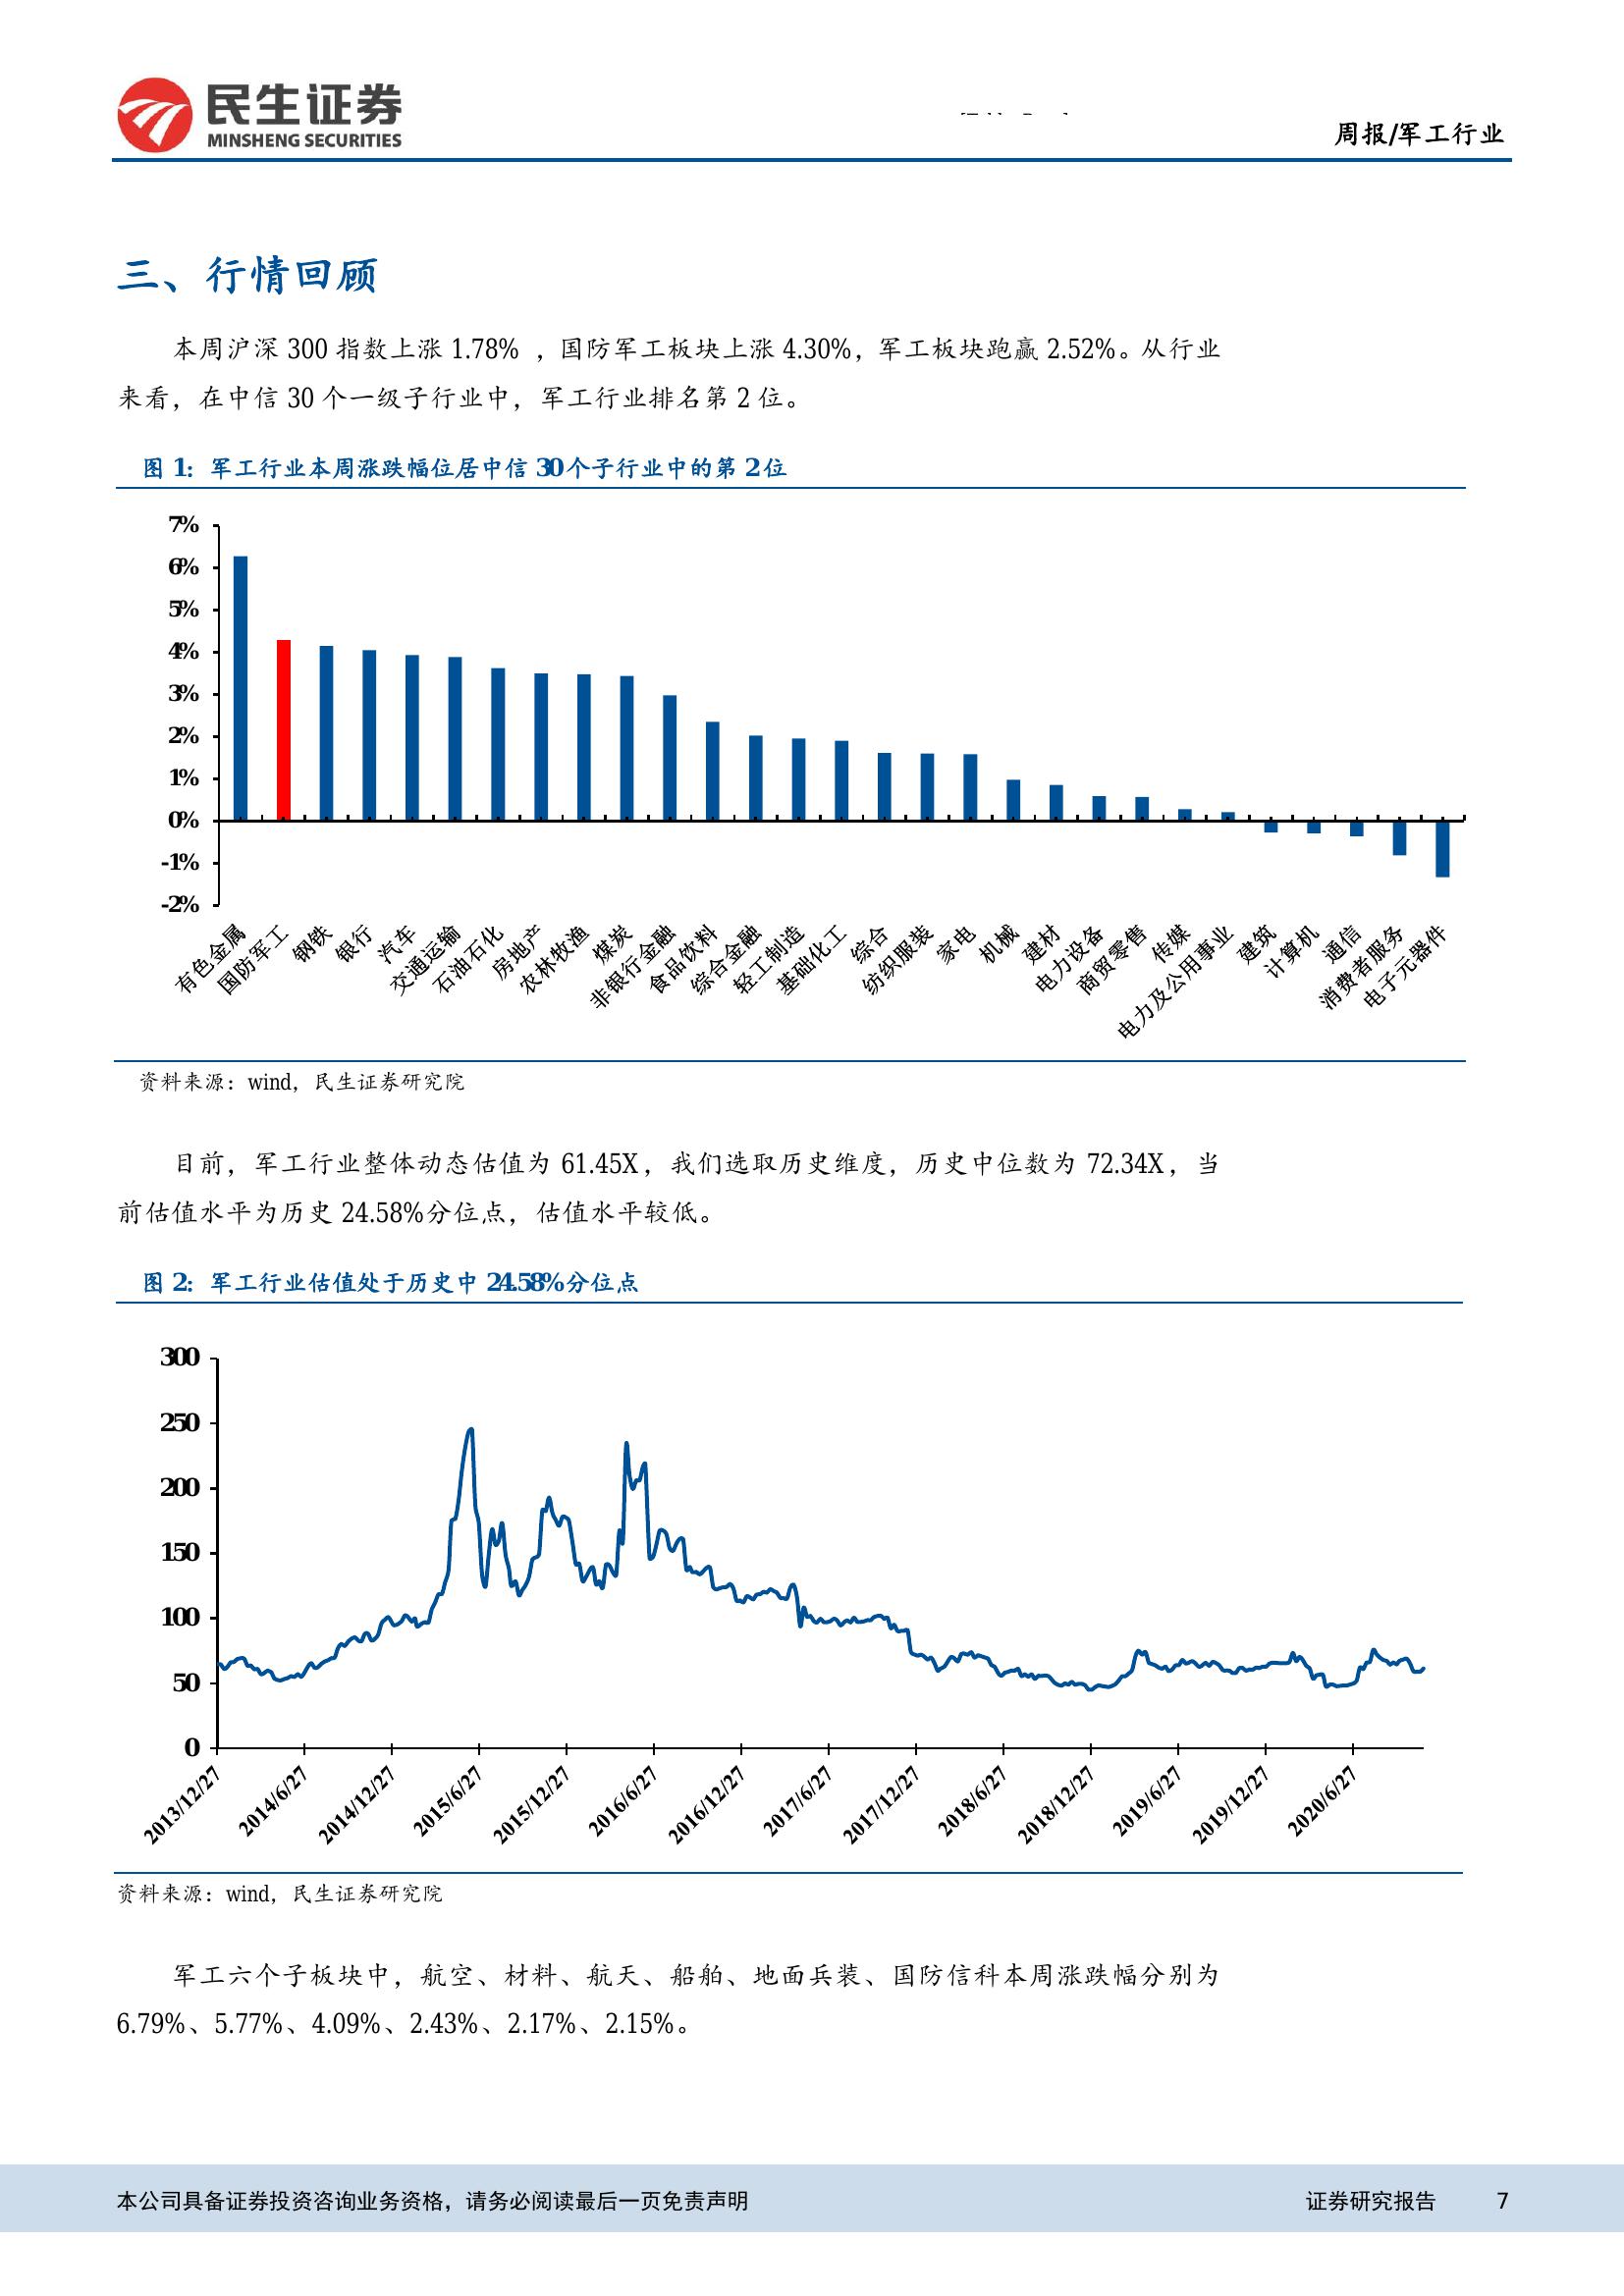 民生证券
MINSHENG SECURITIES
周报/军工行业
三、行情回顾
本周沪深 300 指数上涨 1.78% ，国防军工板块上涨 4.30%，军工板块跑赢 2.52%。从行业
来看，在中信 30 个一级子行业中，军工行业排名第 2 位。
图 1：军工行业本周涨跌幅位居中信 30 个子行业中的第 2 位
7%
6%
5%
4%
3%
2%
1%
0%
-1%
-2%
有色金属
国防军工
钢铁
银行
汽车
交通运输
石油石化
房地产
农林牧渔
煤炭
非银行金融
食品饮料
综合金融
轻工制造
基础化工
综合
纺织服装
家电
机械
建材
电力设备
商贸零售
传媒
电力及公用事业
建筑
计算机
通信
消费者服务
电子元器件
资料来源：wind，民生证券研究院
目前，军工行业整体动态估值为 61.45X，我们选取历史维度，历史中位数为 72.34X，当
前估值水平为历史 24.58%分位点，估值水平较低。
图 2：军工行业估值处于历史中 24.58%分位点
300
250
200
150
100
50
0
2013/12/27
2014/6/27
2014/12/27
2015/6/27
2015/12/27
2016/6/27
2016/12/27
2017/6/27
2017/12/27
2018/6/27
2018/12/27
2019/6/27
2019/12/27
2020/6/27
资料来源：wind，民生证券研究院
军工六个子板块中，航空、材料、航天、船舶、地面兵装、国防信科本周涨跌幅分别为
6.79%、5.77%、4.09%、2.43%、2.17%、2.15%。
本公司具备证券投资咨询业务资格，请务必阅读最后一页免责声明
证券研究报告 7